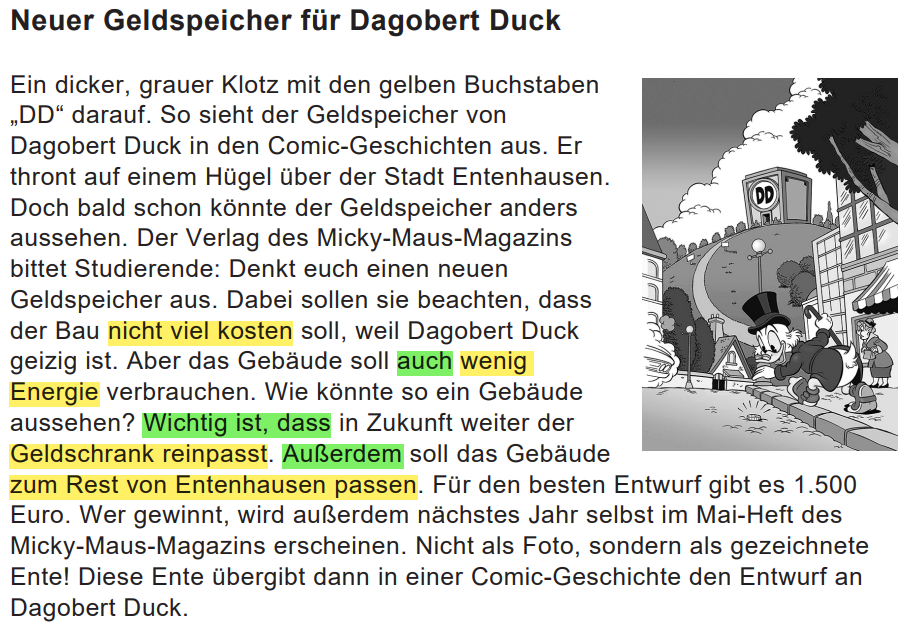 Neuer Geldspeicher für Dagobert Duck
Ein dicker, grauer Klotz mit den gelben Buchstaben
„DD“ darauf. So sieht der Geldspeicher von
Dagobert Duck in den Comic-Geschichten aus. Er
thront auf einem Hügel über der Stadt Entenhausen.
Doch bald schon könnte der Geldspeicher anders
aussehen. Der Verlag des Micky-Maus-Magazins
bittet Studierende: Denkt euch einen neuen
Geldspeicher aus. Dabei sollen sie beachten, dass
der Bau nicht viel kosten soll, weil Dagobert Duck
geizig ist. Aber das Gebäude soll auch wenig
Energie verbrauchen. Wie könnte so ein Gebäude
aussehen? Wichtig ist, dass in Zukunft weiter der
Geldschrank reinpasst. Außerdem soll das Gebäude
zum Rest von Entenhausen passen. Für den besten Entwurf gibt es 1.500
Euro. Wer gewinnt, wird außerdem nächstes Jahr selbst im Mai-Heft des
Micky-Maus-Magazins erscheinen. Nicht als Foto, sondern als gezeichnete
Ente! Diese Ente übergibt dann in einer Comic-Geschichte den Entwurf an
Dagobert Duck.
DD